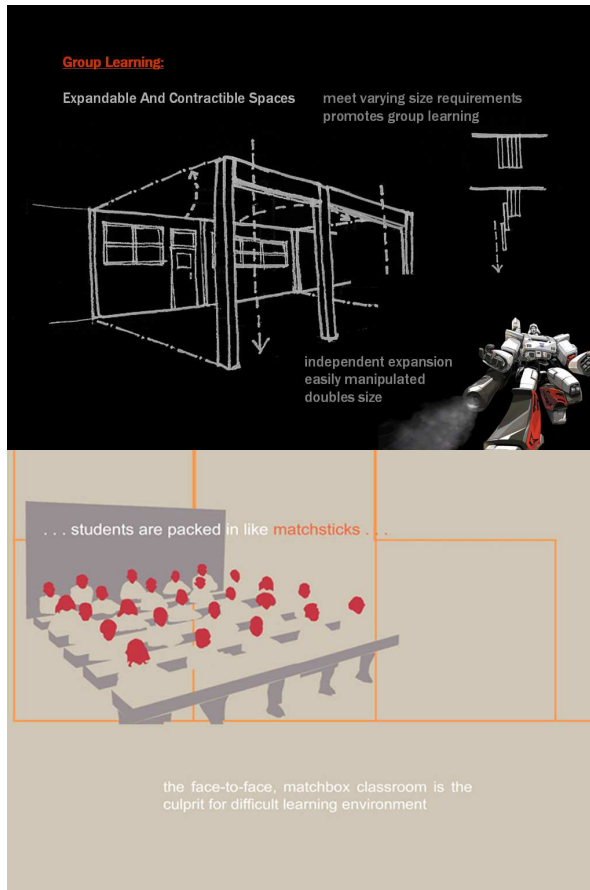 Group Learning:
Expandable And Contractible Spaces
meet varying size requirements
promotes group learning
independent expansion
easily manipulated
doubles size
. . . students are packed in like matchsticks . . .
the face-to-face, matchbox classroom is the
culprit for difficult learning environment